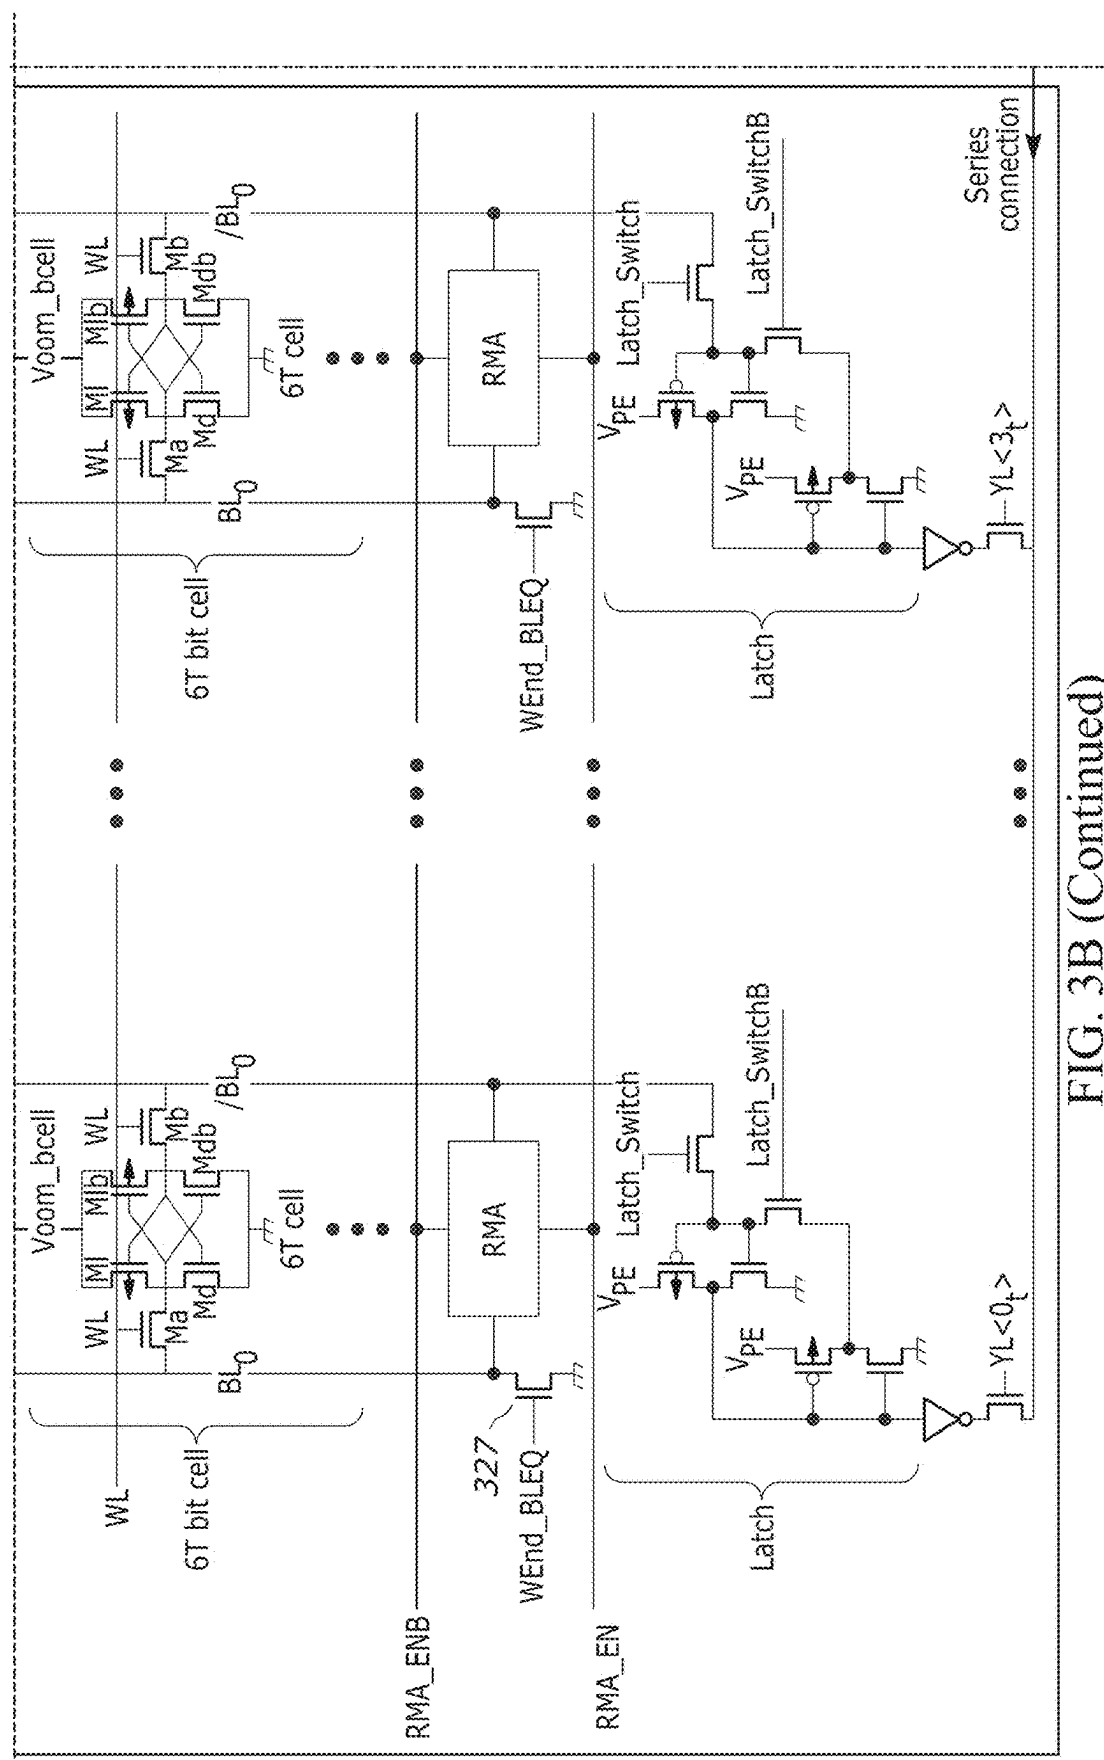 WL
6T bit cell
WL
Ma
Ml
Md
Voom_bcell
Mlb
Mdb
WL
Mb
BL0
/BL0
6T cell
6T bit cell
WL
Ma
Ml
Md
Voom_bcell
Mlb
Mdb
WL
Mb
BL0
/BL0
6T cell
RMA_ENB
327
WEnd_BLEQ
RMA
WEnd_BLEQ
RMA
RMA_EN
Latch
VPE
VPE
Latch_Switch
Latch_SwitchB
YL<0t>
Latch
VPE
VPE
Latch_Switch
Latch_SwitchB
YL<3t>
Series
connection
FIG. 3B (Continued)